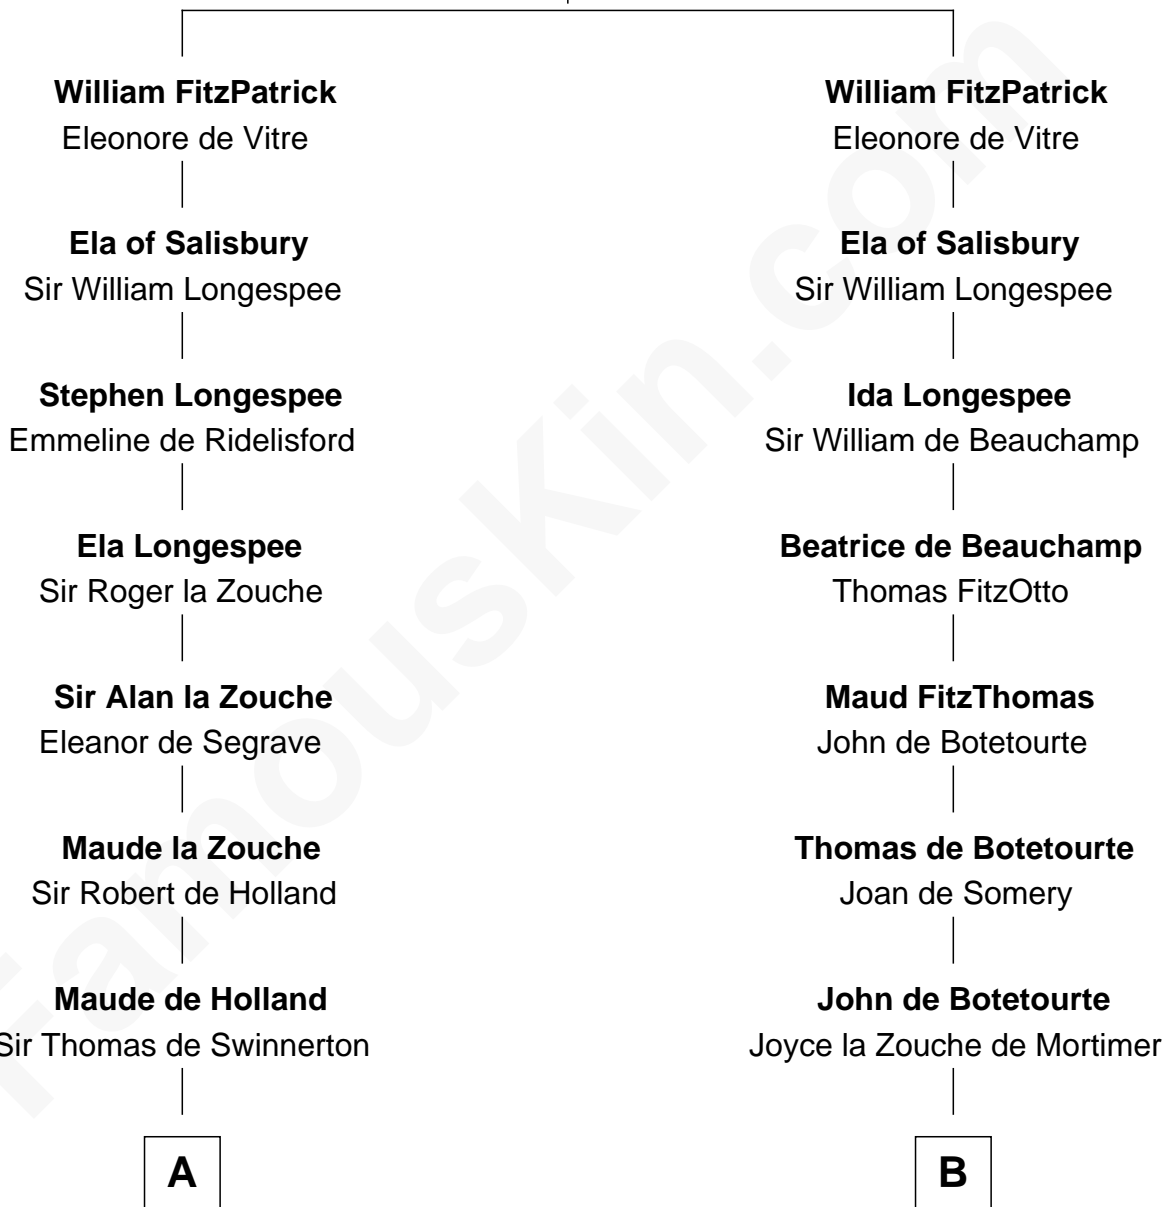 William FitzPatrick
Eleonore de Vitre
Ela of Salisbury
Sir William Longespee
Stephen Longespee
Emmeline de Ridelisford
Ela Longespee
Sir Roger la Zouche
Sir Alan la Zouche
Eleanor de Segrave
Maude la Zouche
Sir Robert de Holland
Maude de Holland
Sir Thomas de Swinnerton
A
William FitzPatrick
Eleonore de Vitre
Ela of Salisbury
Sir William Longespee
Ida Longespee
Sir William de Beauchamp
Beatrice de Beauchamp
Thomas FitzOtto
Maud FitzThomas
John de Botetourte
Thomas de Botetourte
Joan de Somery
John de Botetourte
Joyce la Zouche de Mortimer
B
FamousKin.com